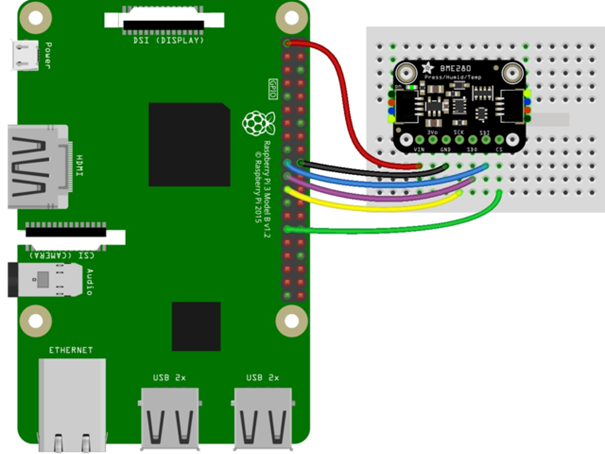 DSI (DISPLAY)
Power
GPIO
HDMI
Raspberry Pi 3 Model B v1.2
© Raspberry Pi 2015
CSI (CAMERA)
Audio
ETHERNET
USB 2x
USB 2x
BME280
Press/Humid/Temp
on
3Vo
SCK
SDI
VIN
GND
SDO
CS